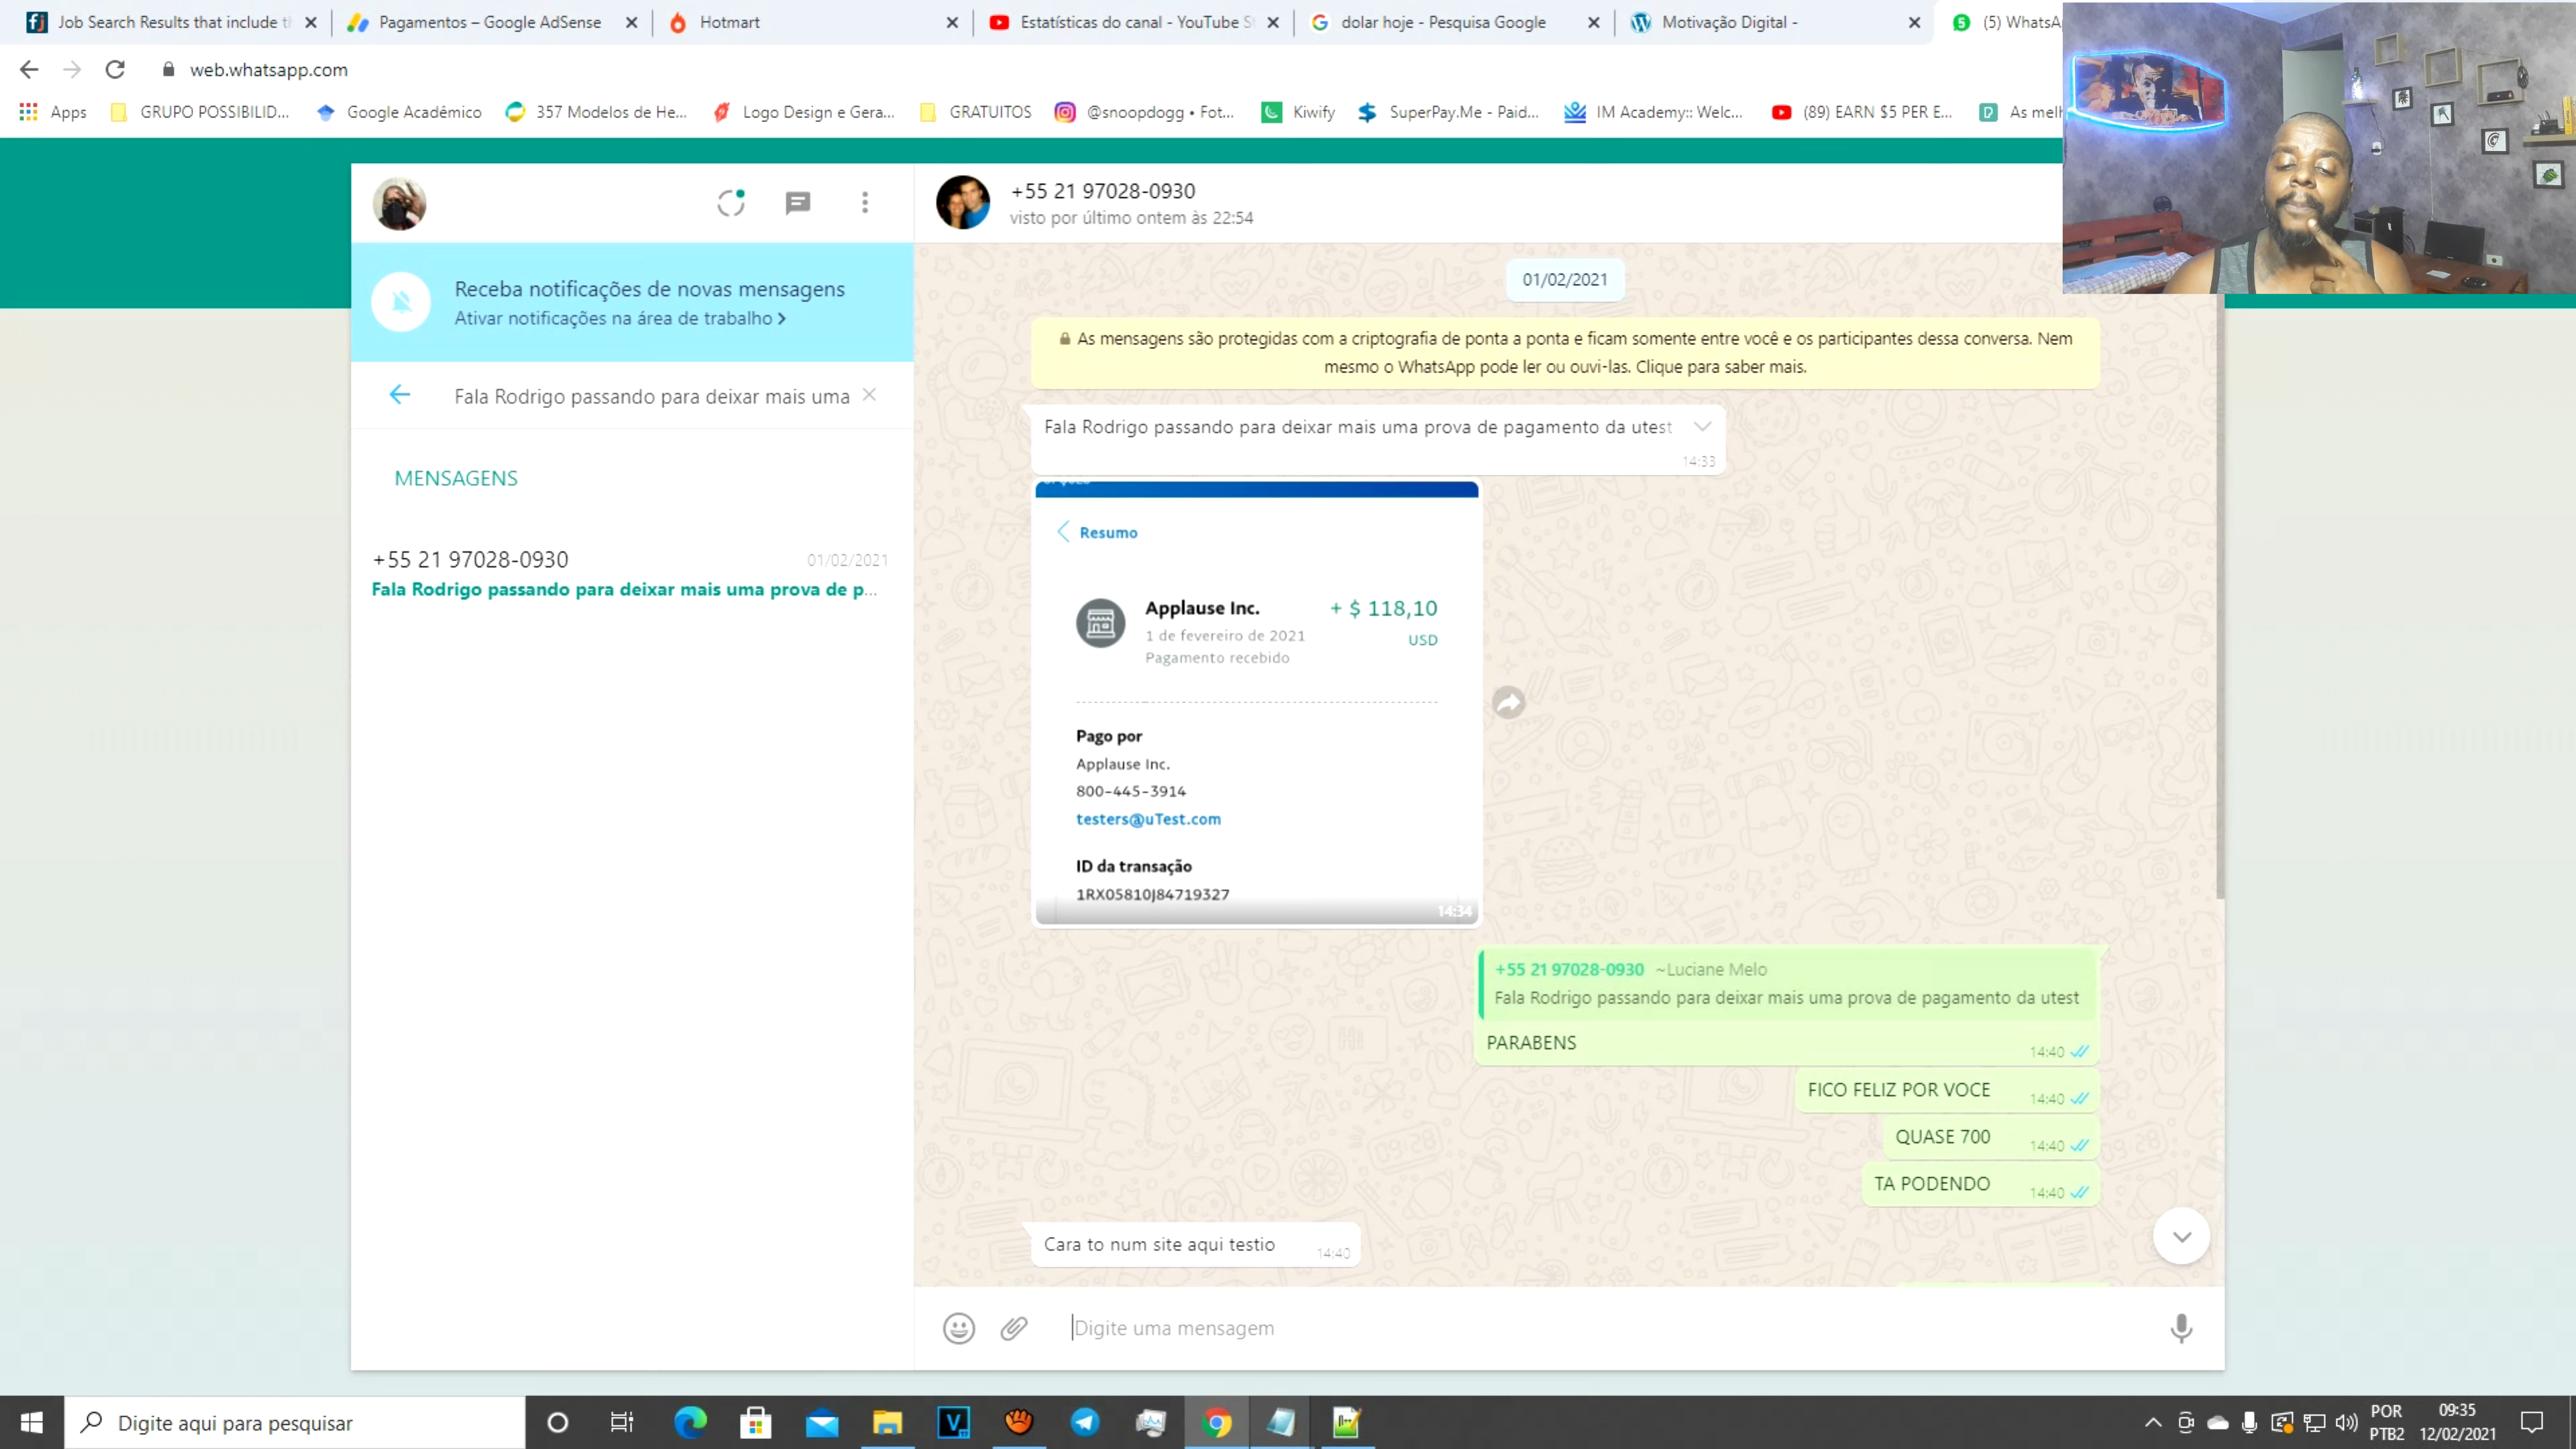 Job Search Results that include th
Pagamentos – Google AdSense
Hotmart
Estatísticas do canal - YouTube S
dolar hoje - Pesquisa Google
Motivação Digital -
(5) WhatsA
web.whatsapp.com
Apps
GRUPO POSSIBILID...
Google Acadêmico
357 Modelos de He...
Logo Design e Gera...
GRATUITOS
@snoopdogg • Fot...
Kiwify
SuperPay.Me - Paid...
IM Academy:: Welc...
(89) EARN $5 PER E...
As melh
Receba notificações de novas mensagens
Ativar notificações na área de trabalho
Fala Rodrigo passando para deixar mais uma
MENSAGENS
+55 21 97028-0930
01/02/2021
Fala Rodrigo passando para deixar mais uma prova de p...
+55 21 97028-0930
visto por último ontem às 22:54
01/02/2021
As mensagens são protegidas com a criptografia de ponta a ponta e ficam somente entre você e os participantes dessa conversa. Nem
mesmo o WhatsApp pode ler ou ouvi-las. Clique para saber mais.
Fala Rodrigo passando para deixar mais uma prova de pagamento da utest
14:33
Resumo
Applause Inc.
+ $ 118,10
1 de fevereiro de 2021
USD
Pagamento recebido
Pago por
Applause Inc.
800-445-3914
testers@uTest.com
ID da transação
1RX05810J84719327
14:34
+55 21 97028-0930 ~Luciane Melo
Fala Rodrigo passando para deixar mais uma prova de pagamento da utest
PARABENS
14:40
FICO FELIZ POR VOCE
14:40
QUASE 700
14:40
TA PODENDO
14:40
Cara to num site aqui testio
14:40
Digite uma mensagem
Digite aqui para pesquisar
POR
PTB2
09:35
12/02/2021